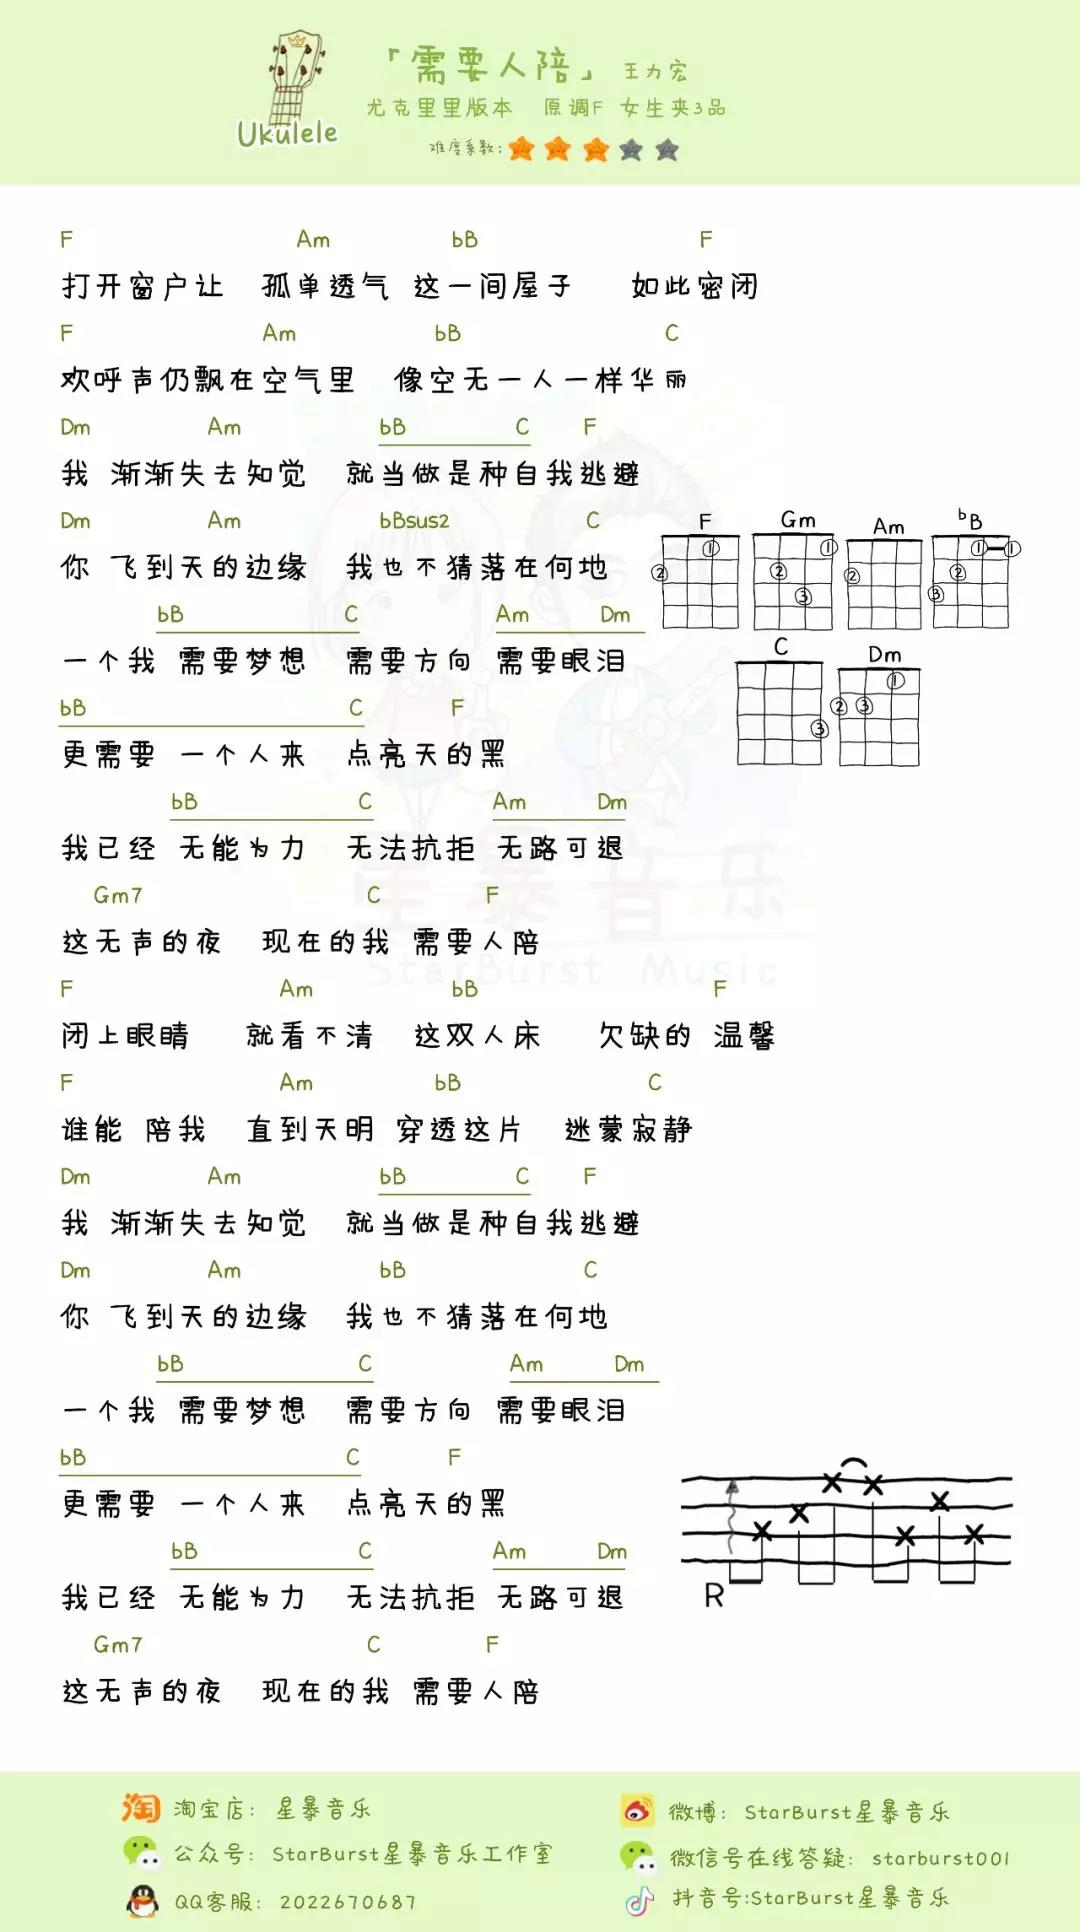 「需要人陪」 王力宏
Ukulele
尤克里里版本 原调F 女生夹3品
难度系数:
F Am bB F
打开窗户让 孤单透气 这一间屋子 如此密闭
F Am bB C
欢呼声仍飘在空气里 像空无一人一样华丽
Dm Am bB C F
我 渐渐失去知觉 就当做是种自我逃避
Dm Am bBsus2 C
你 飞到天的边缘 我也不猜落在何地
F Gm Am bB
bB C Am Dm
一个我 需要梦想 需要方向 需要眼泪
C Dm
bB C F
更需要 一个人来 点亮天的黑
bB C Am Dm
我已经 无能为力 无法抗拒 无路可退
星暴音乐
Gm7 C F
这无声的夜 现在的我 需要人陪
StarBurst Music
F Am bB F
闭上眼睛 就看不清 这双人床 欠缺的 温馨
F Am bB C
谁能 陪我 直到天明 穿透这片 迷蒙寂静
Dm Am bB C F
我 渐渐失去知觉 就当做是种自我逃避
Dm Am bB C
你 飞到天的边缘 我也不猜落在何地
bB C Am Dm
一个我 需要梦想 需要方向 需要眼泪
bB C F
更需要 一个人来 点亮天的黑
bB C Am Dm
我已经 无能为力 无法抗拒 无路可退
R
Gm7 C F
这无声的夜 现在的我 需要人陪
淘 淘宝店: 星暴音乐
微博: StarBurst星暴音乐
公众号: StarBurst星暴音乐工作室
微信号在线答疑: starburst001
QQ客服: 2022670687
抖音号:StarBurst星暴音乐